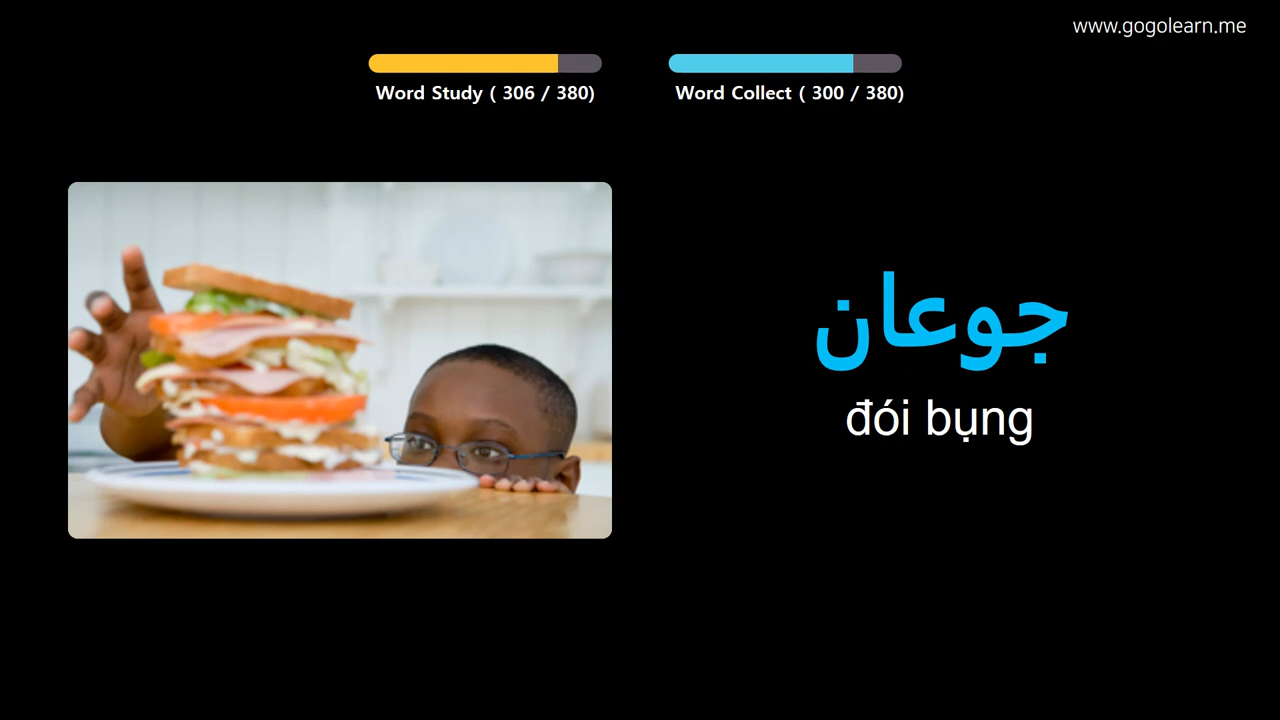 www.gogolearn.me
Word Study ( 306 / 380)
Word Collect ( 300 / 380)
جوعان
đói bụng